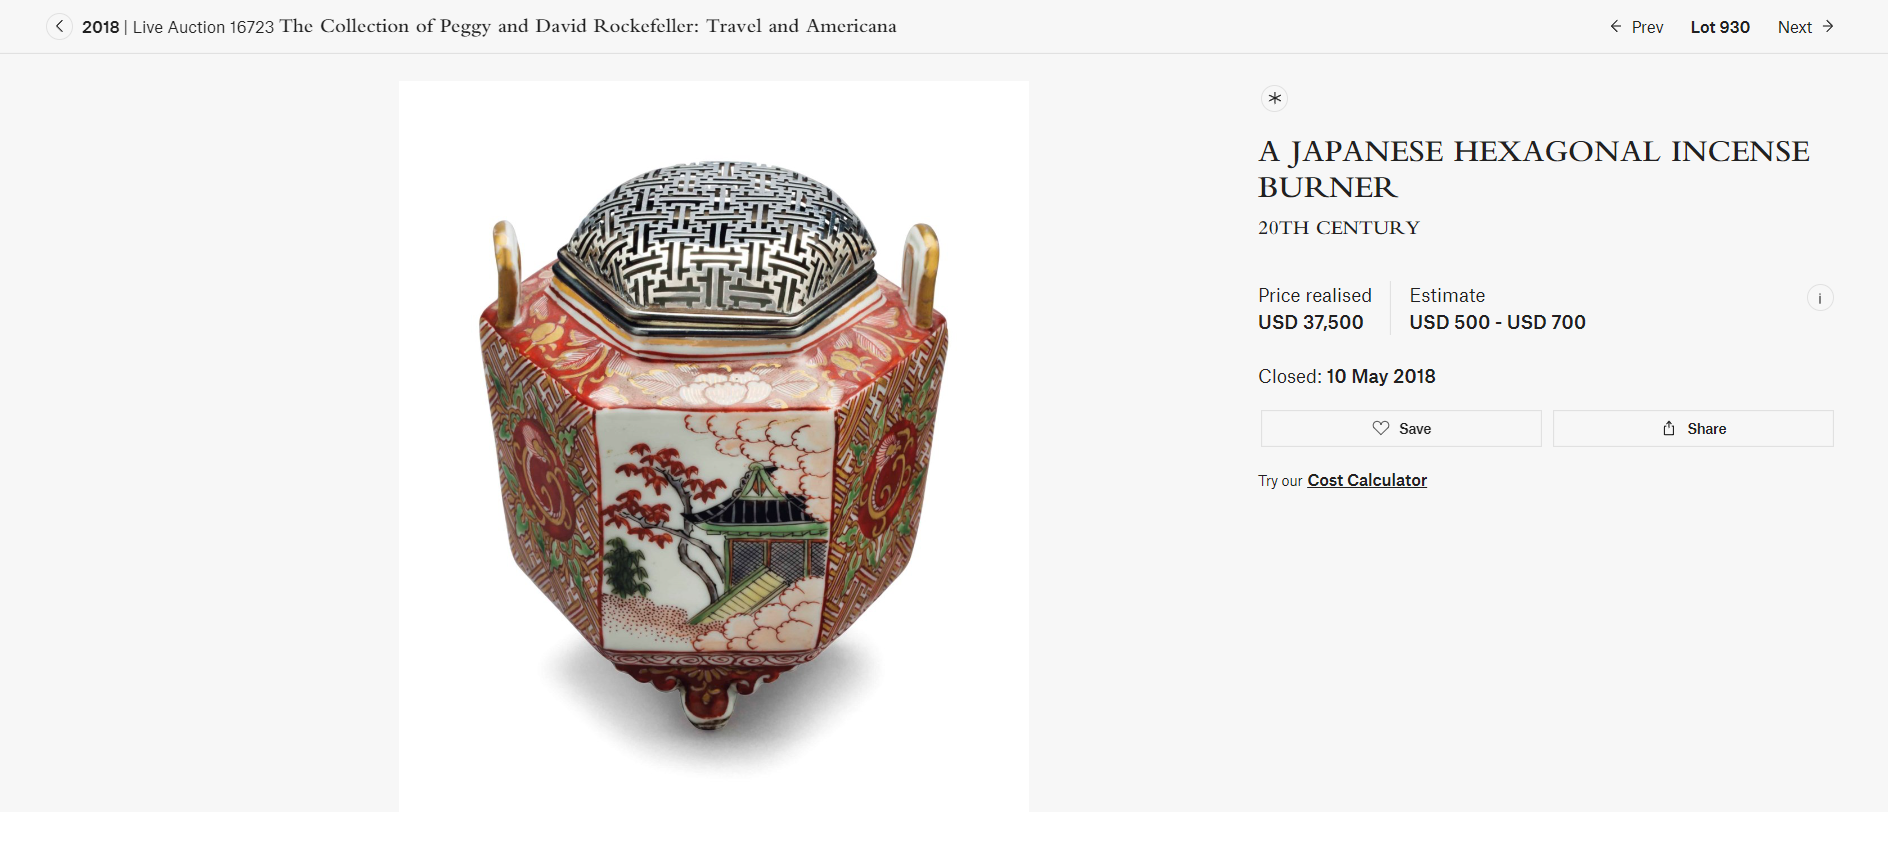 2018 | Live Auction 16723 The Collection of Peggy and David Rockefeller: Travel and Americana
Prev Lot 930 Next
A JAPANESE HEXAGONAL INCENSE
BURNER
20TH CENTURY
Price realised Estimate
USD 37,500 USD 500 - USD 700
i
Closed: 10 May 2018
Save Share
Try our Cost Calculator